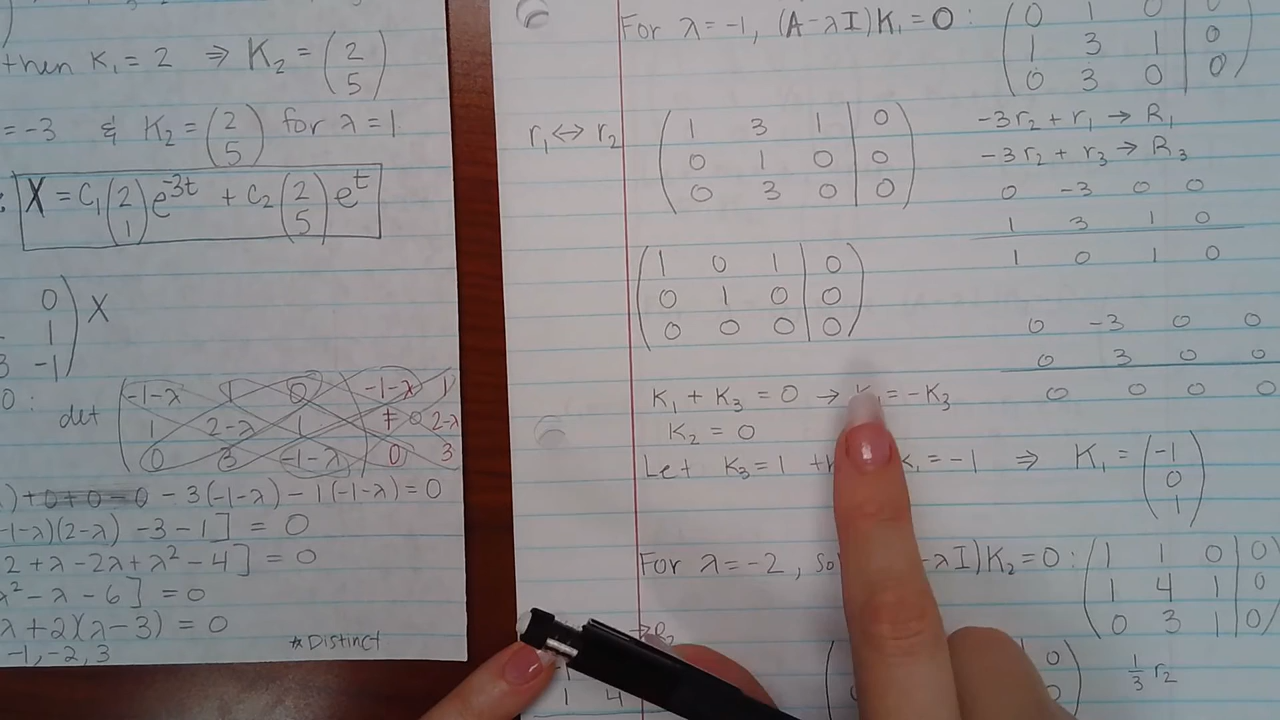 then K₁ = 2 ⇒ K₂ = (2 5)
= -3 & K₂ = (2 5) for λ = 1
X = C₁ (2 1) e^-3t + C₂ (2 5) e^t
0
1
3 -1
X
0 :
det
-1-λ 1 0 -1-λ 1
1 2-λ 1 1 2-λ
0 3 -1-λ 0 3
) + 0 + 0 - 0 - 3(-1-λ) - 1(-1-λ) = 0
-1-λ)(2-λ) - 3 - 1] = 0
2 + λ - 2λ + λ² - 4] = 0
λ² - λ - 6] = 0
λ + 2)(λ - 3) = 0
-1, -2, 3
*Distinct
For λ = -1, (A - λI)K₁ = 0 :
0 1 0 0
1 3 1 0
0 3 0 0
r₁ ↔ r₂
1 3 1 0
0 1 0 0
0 3 0 0
-3r₂ + r₁ → R₁
-3r₂ + r₃ → R₃
0 -3 0 0
1 3 1 0
1 0 1 0
1 0 1 0
0 1 0 0
0 0 0 0
0 -3 0 0
0 3 0 0
0 0 0 0
K₁ + K₃ = 0 → K₁ = -K₃
K₂ = 0
Let K₃ = 1 K₁ = -1 ⇒ K₁ = (-1 0 1)
For λ = -2, -λI)K₂ = 0 :
1 1 0 0
1 4 1 0
0 3 1 0
→ R₂
1 4
0
0
1/3 r₂